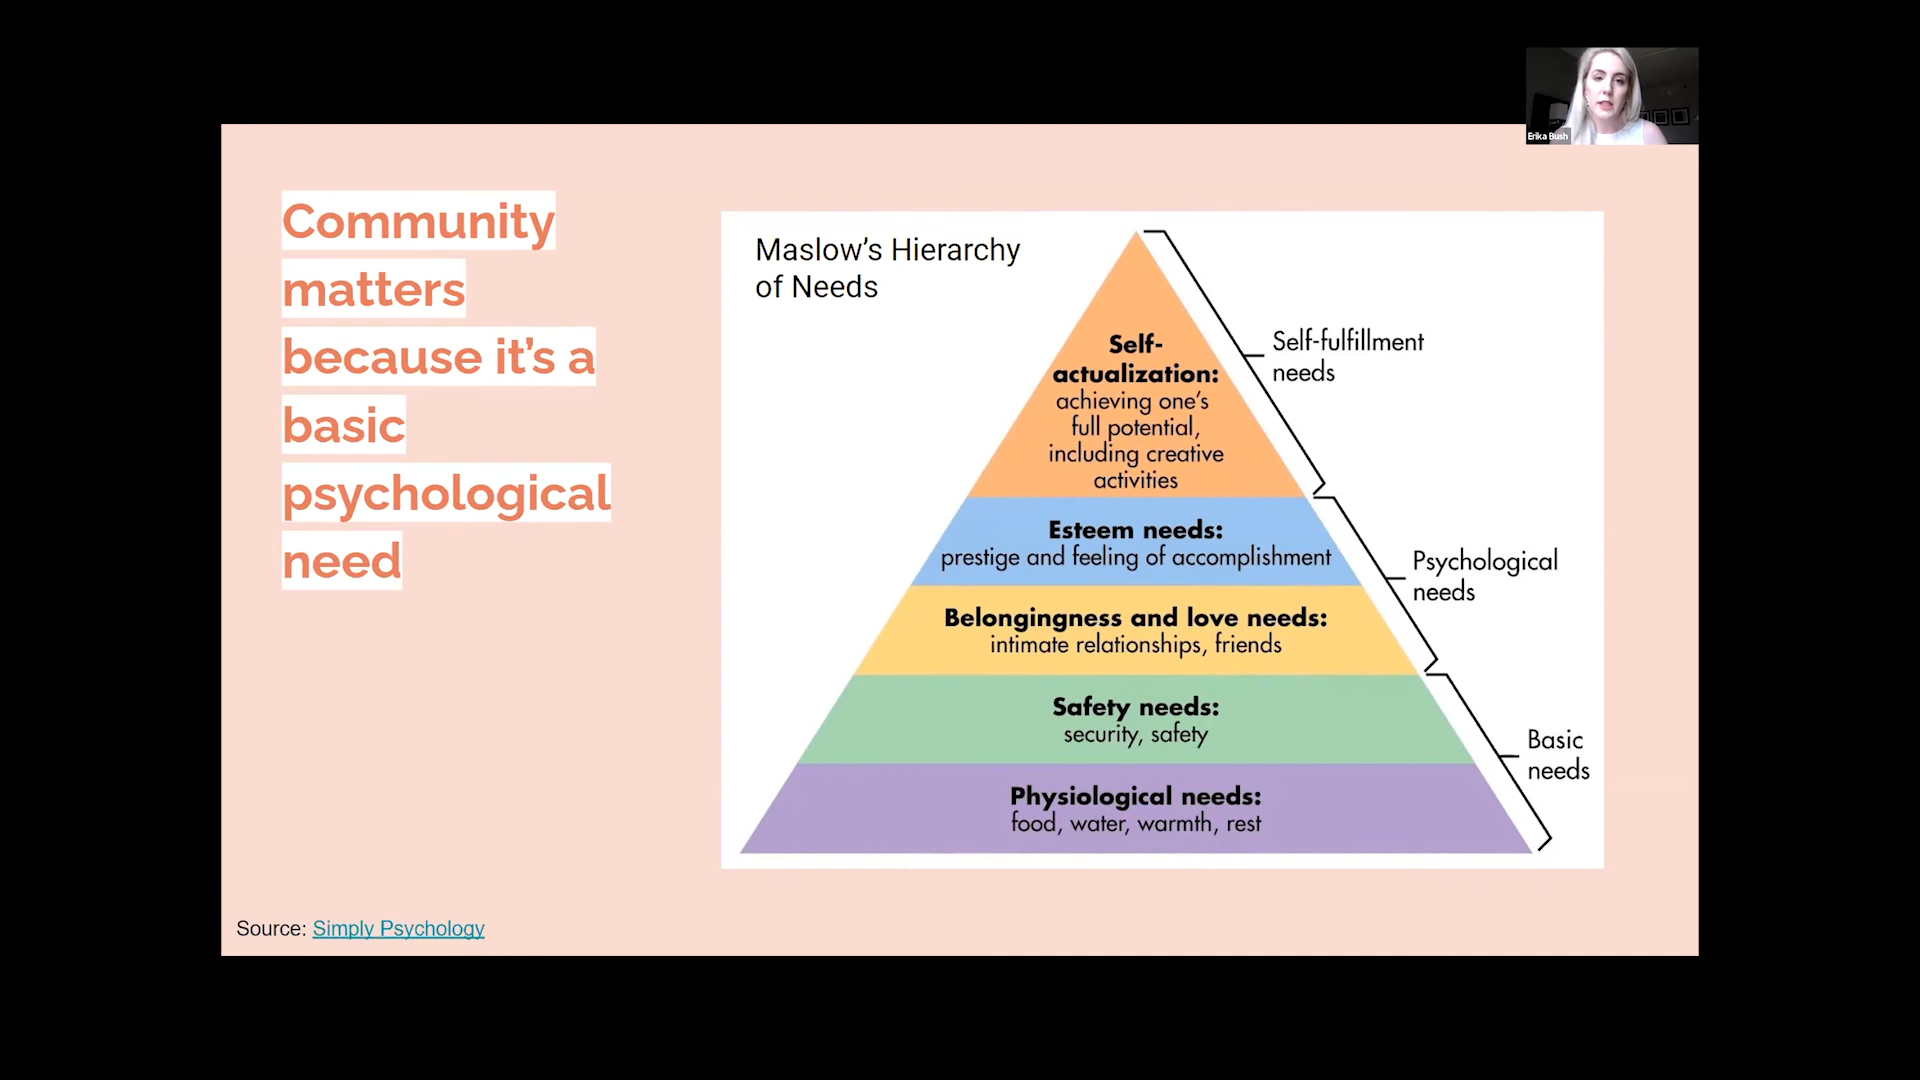 Erika Bush
Community
matters
because it’s a
basic
psychological
need
Maslow’s Hierarchy
of Needs
Self-
actualization:
achieving one’s
full potential,
including creative
activities
Esteem needs:
prestige and feeling of accomplishment
Belongingness and love needs:
intimate relationships, friends
Safety needs:
security, safety
Physiological needs:
food, water, warmth, rest
Self-fulfillment
needs
Psychological
needs
Basic
needs
Source: Simply Psychology